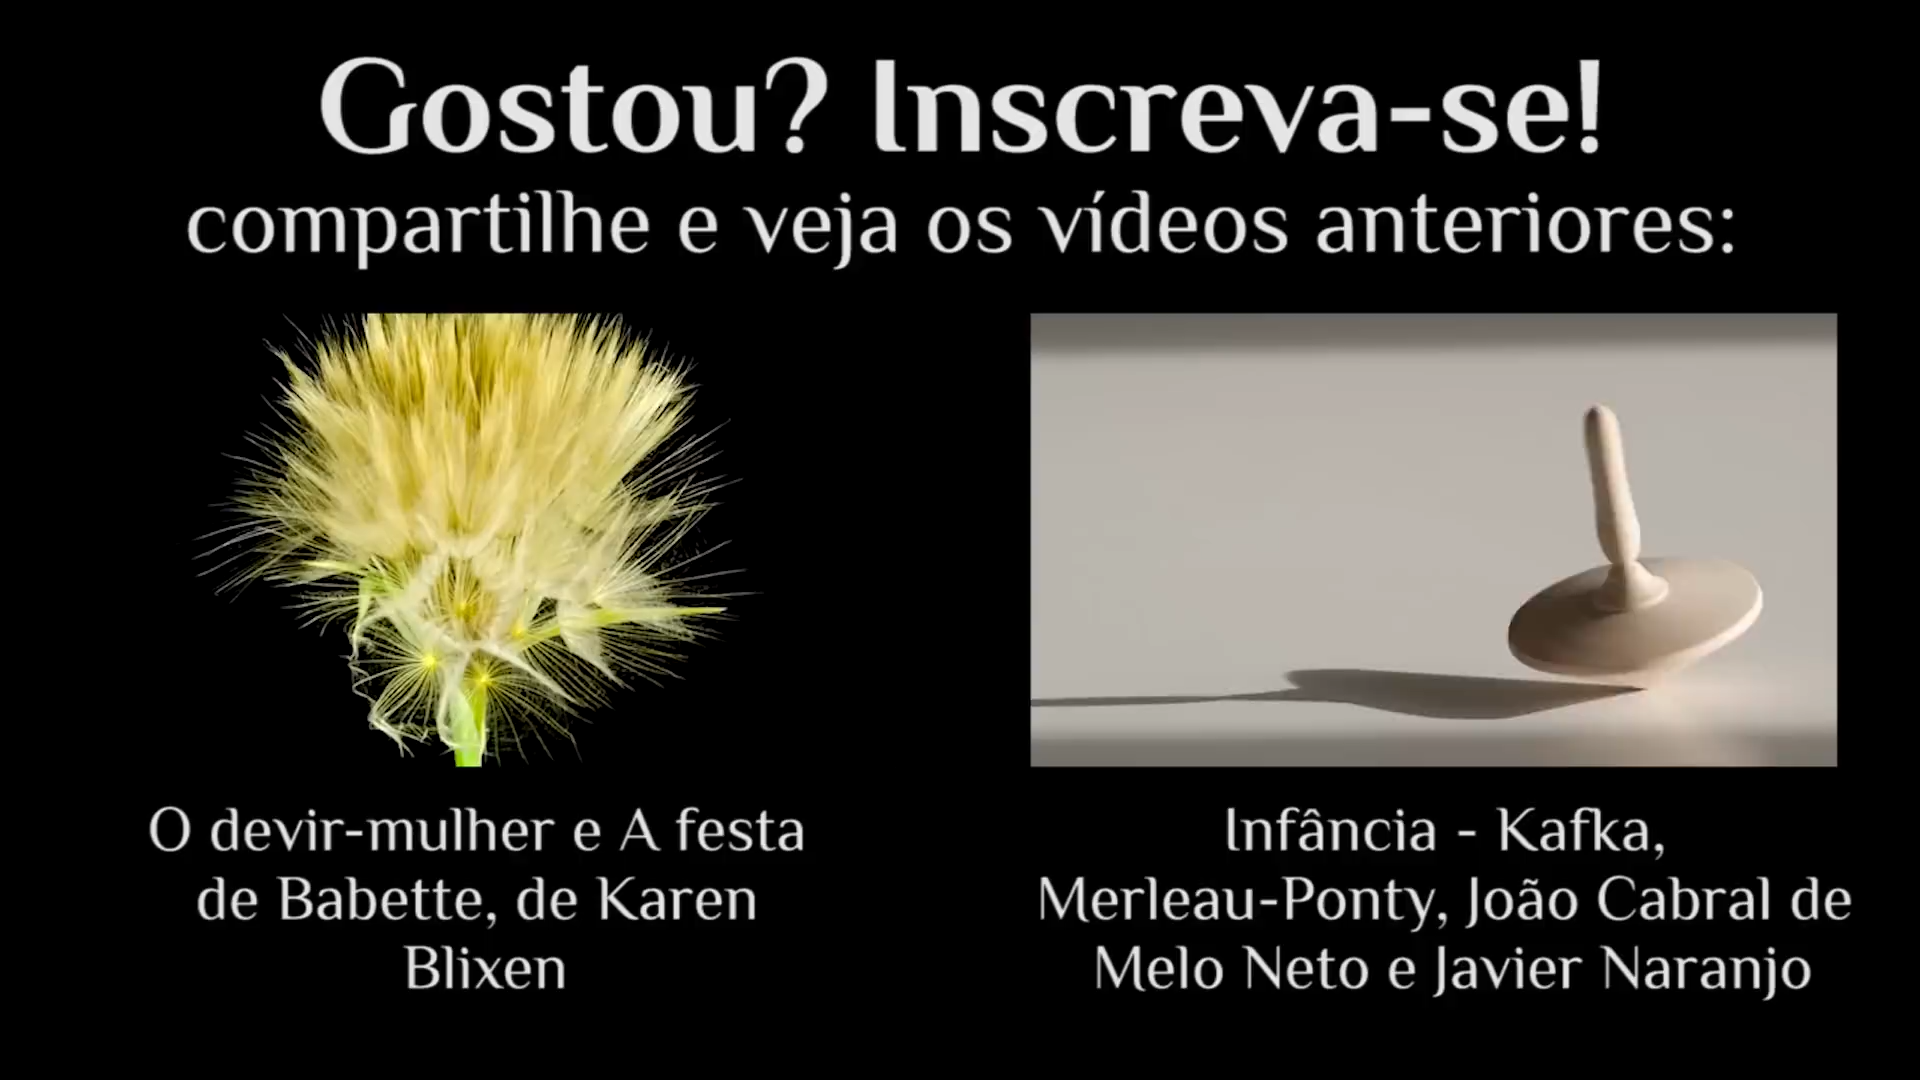 Gostou? Inscreva-se!
compartilhe e veja os vídeos anteriores:
O devir-mulher e A festa
de Babette, de Karen
Blixen
Infância - Kafka,
Merleau-Ponty, João Cabral de
Melo Neto e Javier Naranjo